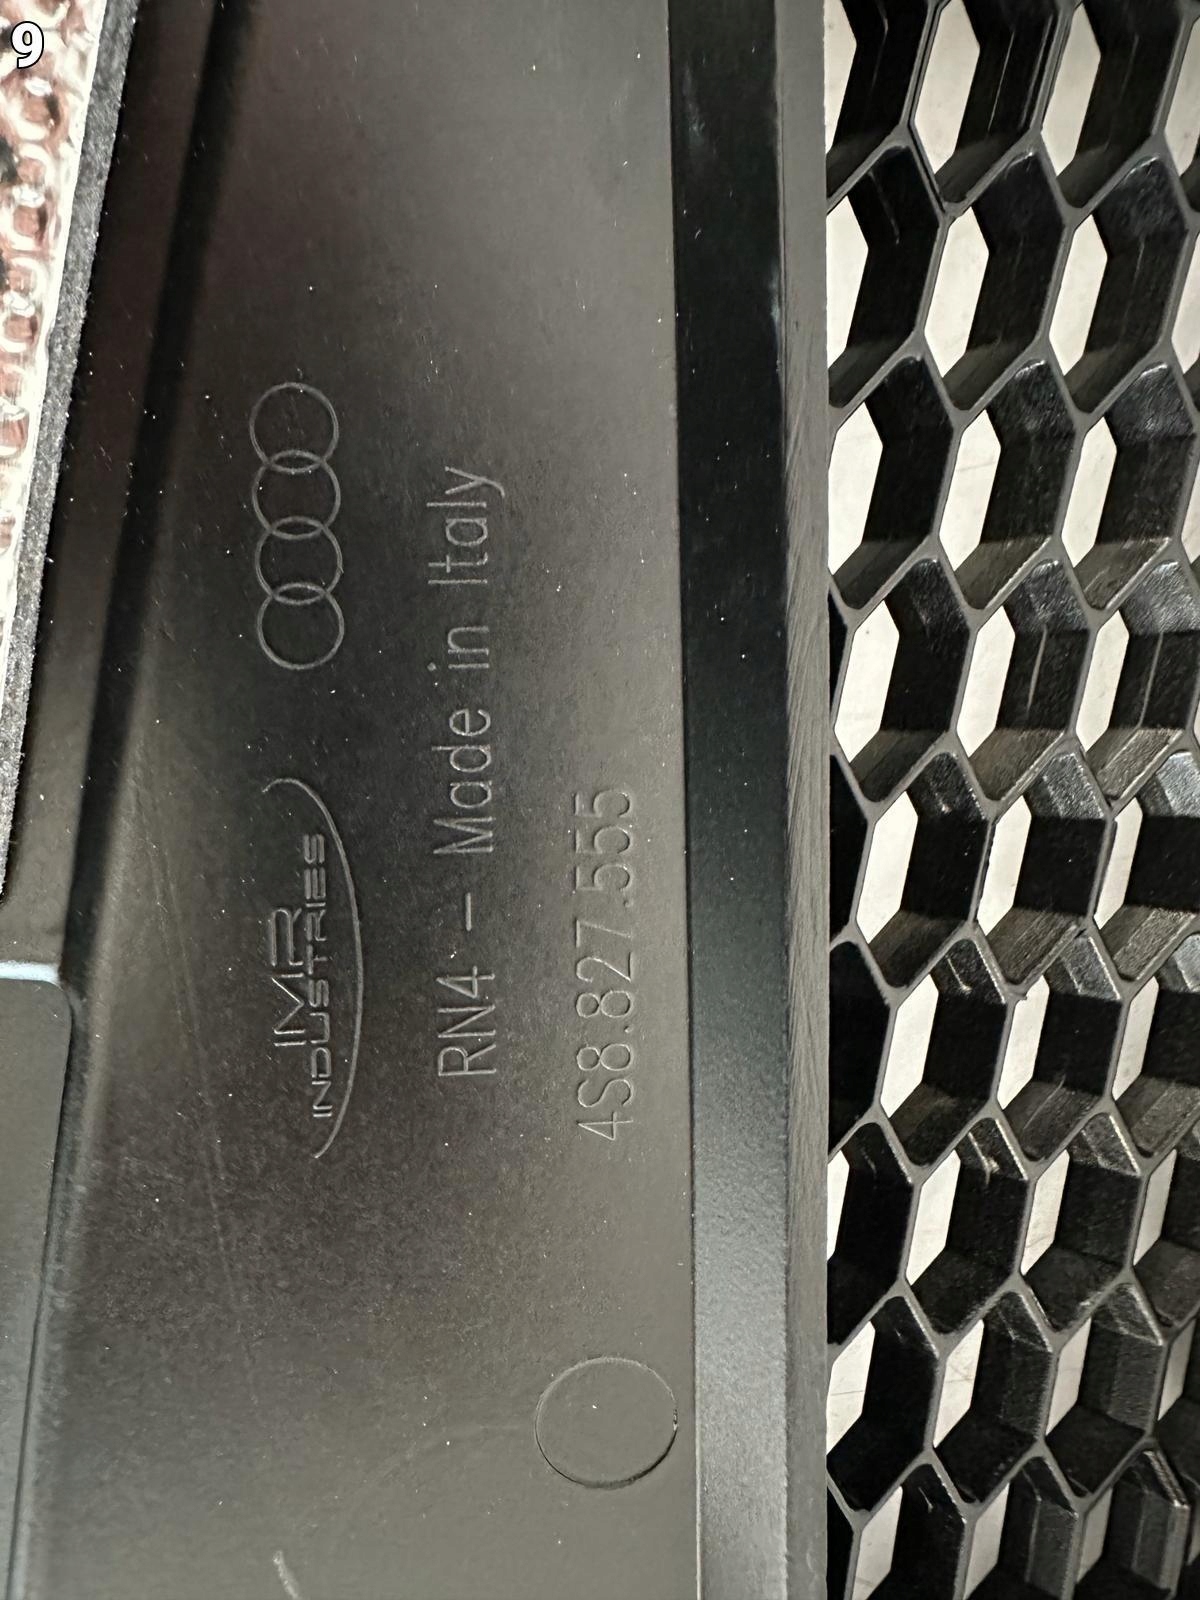 9
IMR
INDUSTRIES
RN4 - Made in Italy
4S8.827.555